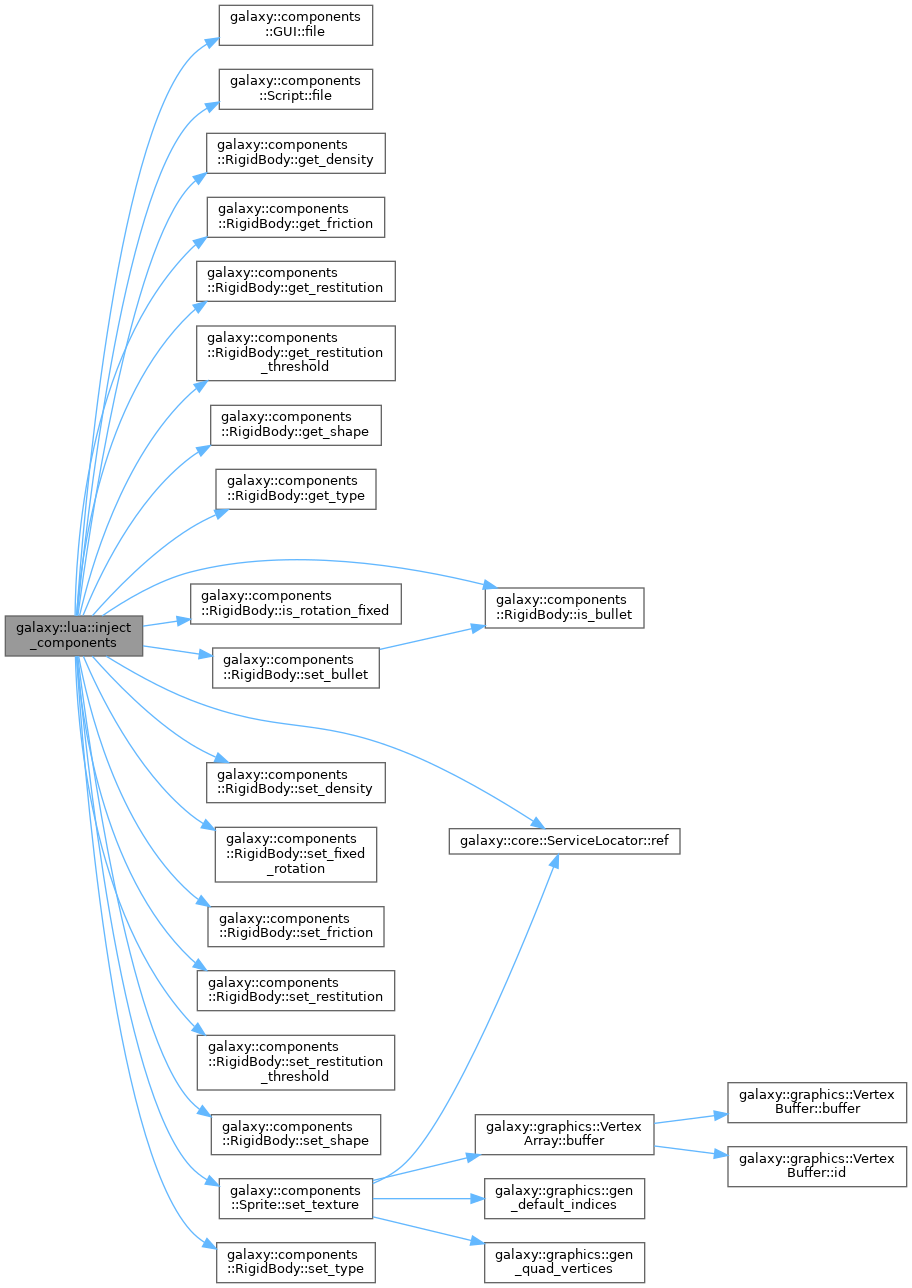 galaxy::components
::GUI::file
galaxy::components
::Script::file
galaxy::components
::RigidBody::get_density
galaxy::components
::RigidBody::get_friction
galaxy::components
::RigidBody::get_restitution
galaxy::components
::RigidBody::get_restitution
_threshold
galaxy::components
::RigidBody::get_shape
galaxy::components
::RigidBody::get_type
galaxy::components
::RigidBody::is_rotation_fixed
galaxy::components
::RigidBody::is_bullet
galaxy::lua::inject
_components
galaxy::components
::RigidBody::set_bullet
galaxy::components
::RigidBody::set_density
galaxy::components
::RigidBody::set_fixed
_rotation
galaxy::core::ServiceLocator::ref
galaxy::components
::RigidBody::set_friction
galaxy::components
::RigidBody::set_restitution
galaxy::components
::RigidBody::set_restitution
_threshold
galaxy::components
::RigidBody::set_shape
galaxy::graphics::Vertex
Array::buffer
galaxy::graphics::Vertex
Buffer::buffer
galaxy::graphics::Vertex
Buffer::id
galaxy::components
::Sprite::set_texture
galaxy::graphics::gen
_default_indices
galaxy::components
::RigidBody::set_type
galaxy::graphics::gen
_quad_vertices